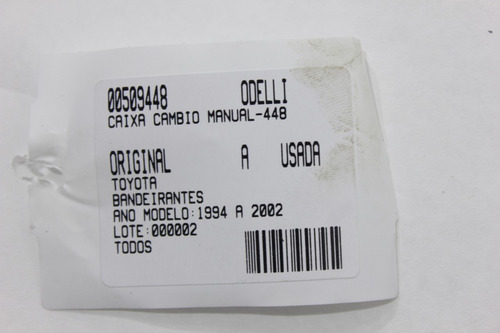 00509448 ODELLI
CAIXA CAMBIO MANUAL-448
ORIGINAL A USADA
TOYOTA
BANDEIRANTES
ANO MODELO:1994 A 2002
LOTE:000002
TODOS